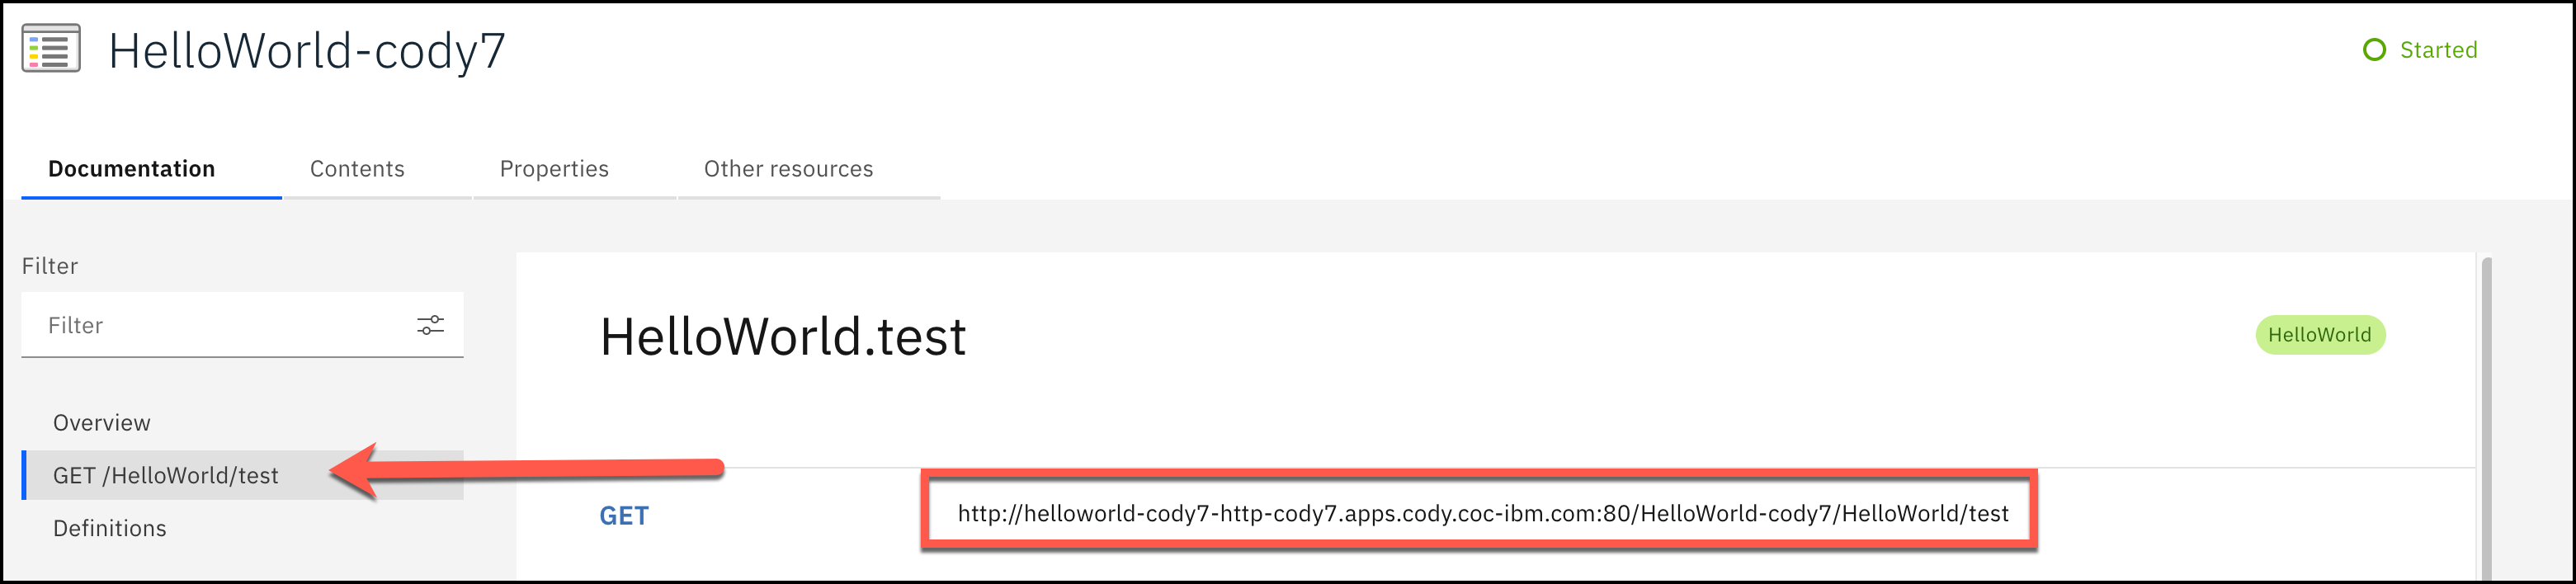 HelloWorld-cody7
Started
Documentation Contents Properties Other resources
Filter
Filter
Overview
GET /HelloWorld/test
Definitions
HelloWorld.test
HelloWorld
GET http://helloworld-cody7-http-cody7.apps.cody.coc-ibm.com:80/HelloWorld-cody7/HelloWorld/test